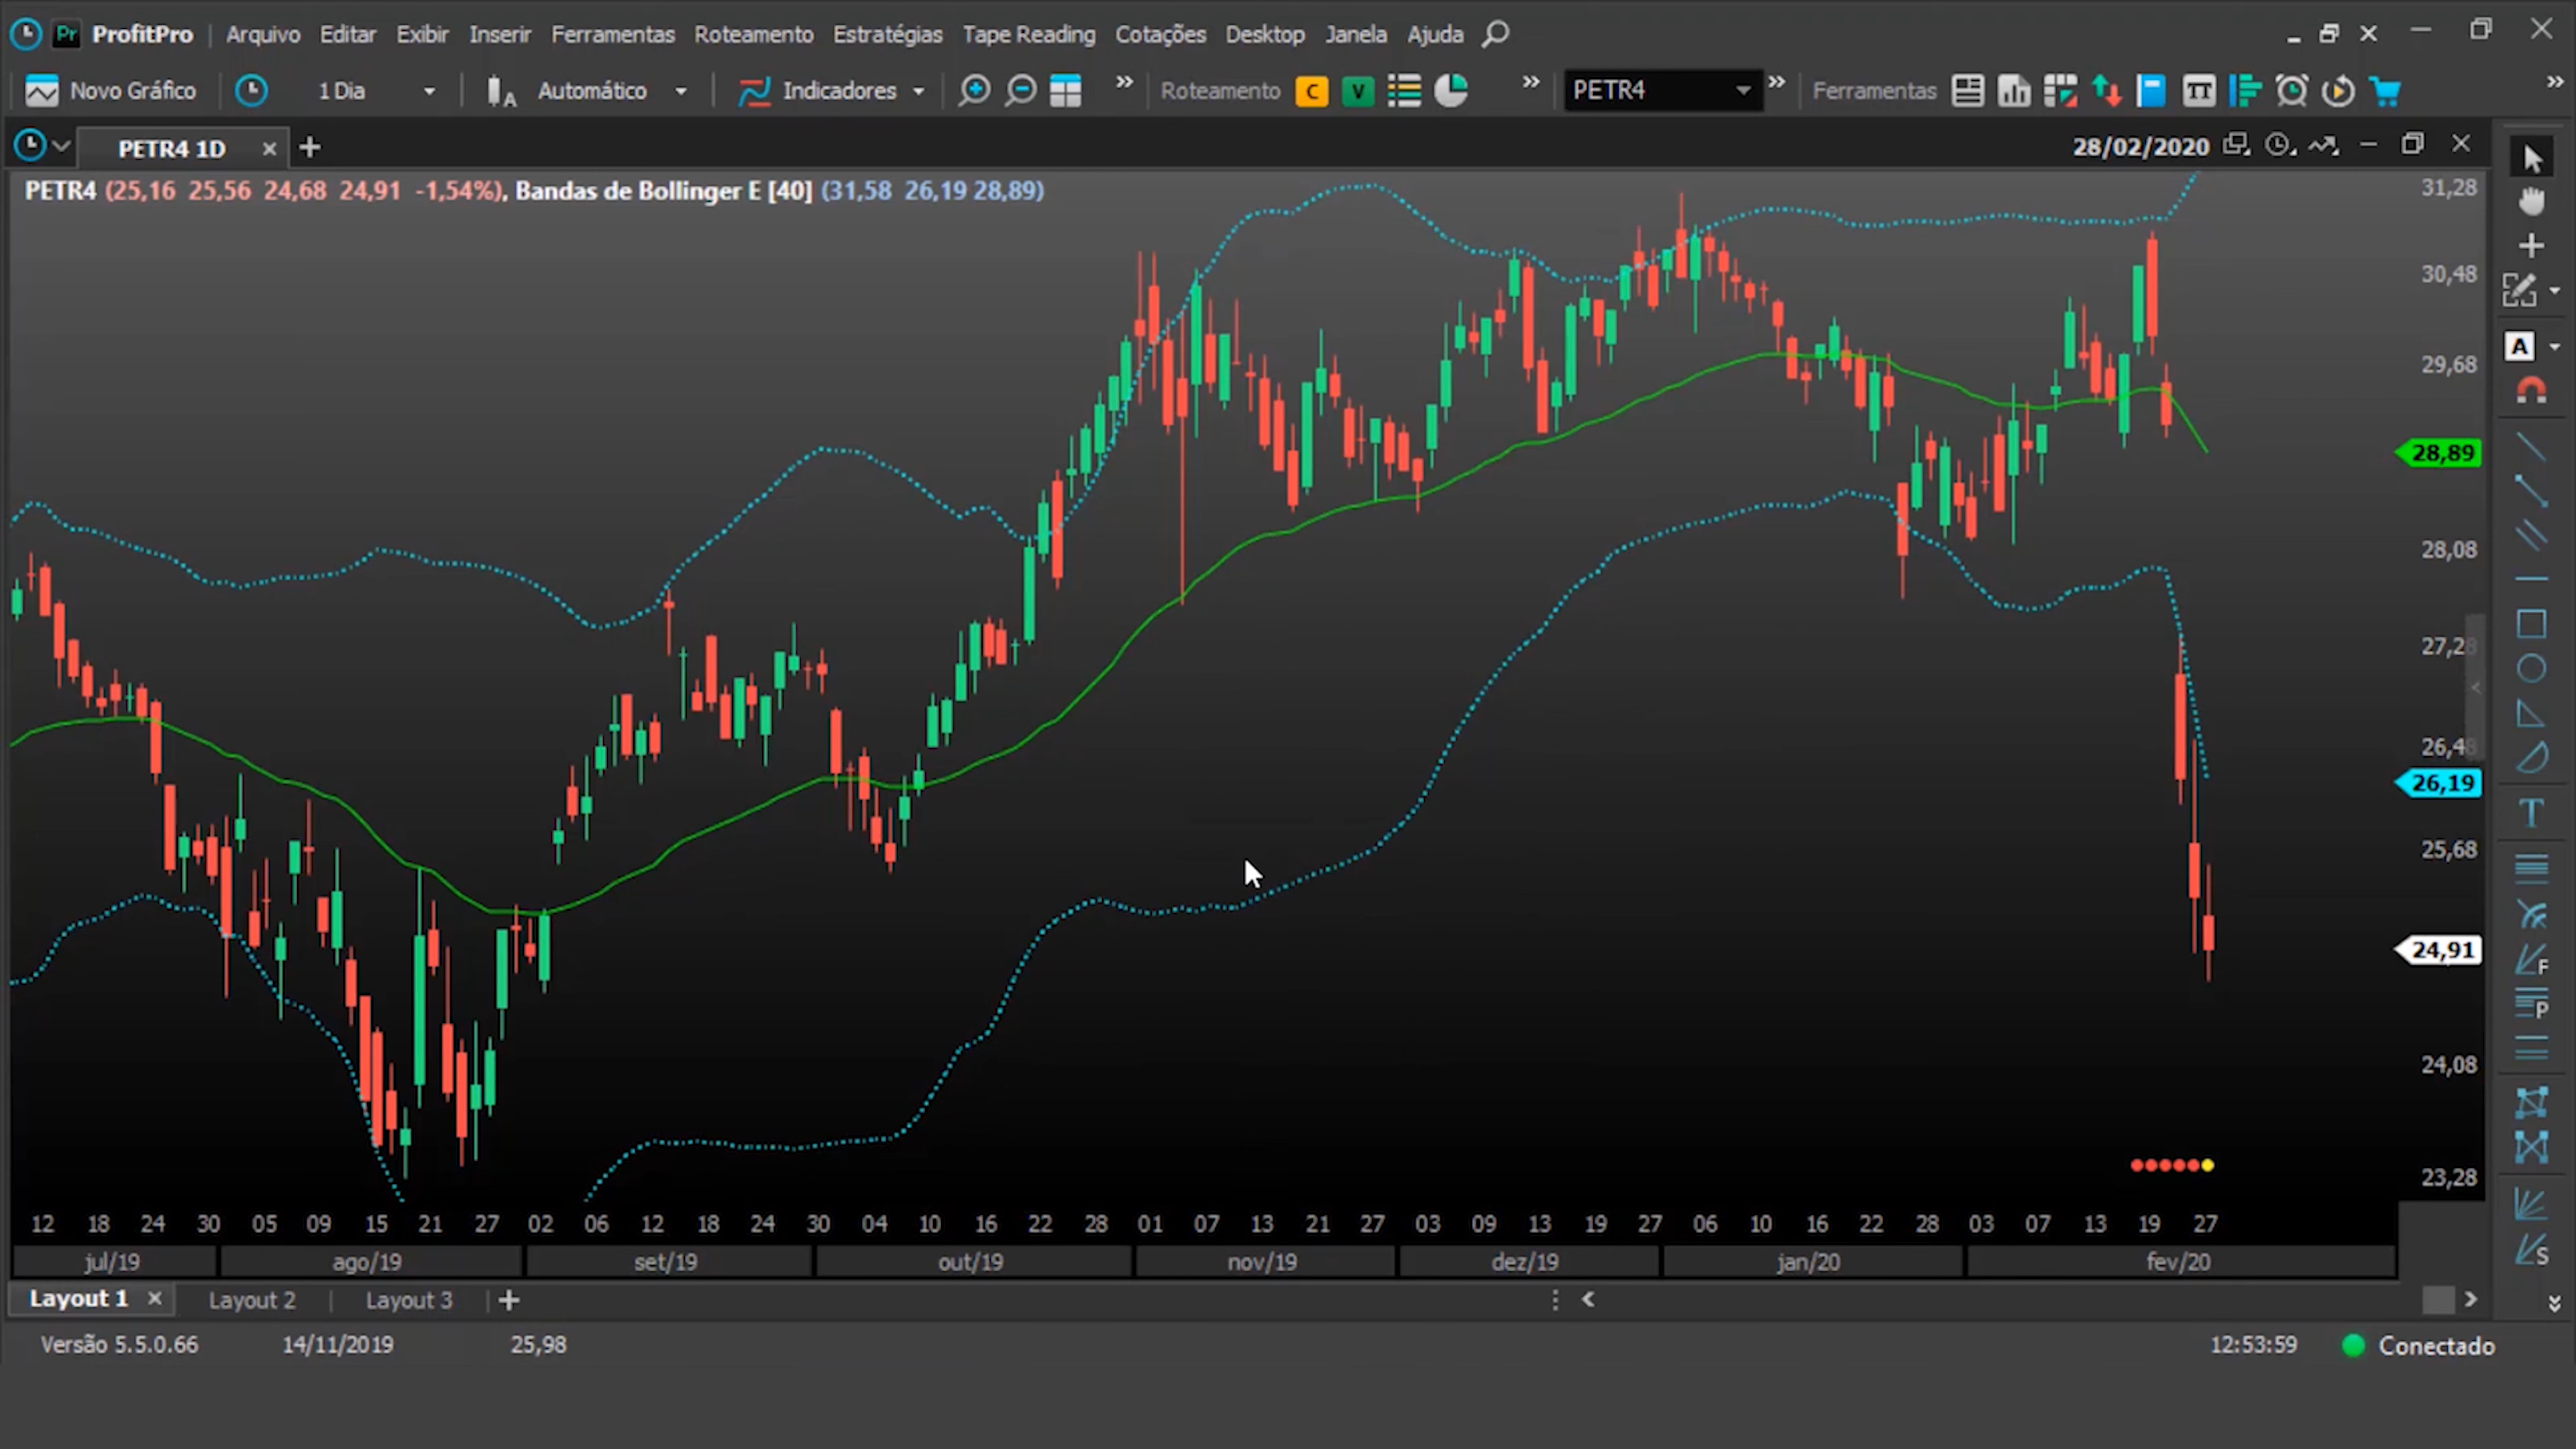 Pr ProfitPro Arquivo Editar Exibir Inserir Ferramentas Roteamento Estratégias Tape Reading Cotações Desktop Janela Ajuda
Novo Gráfico 1 Dia A Automático Indicadores Roteamento C V PETR4 Ferramentas TT
PETR4 1D 28/02/2020
PETR4 (25,16 25,56 24,68 24,91 -1,54%), Bandas de Bollinger E [40] (31,58 26,19 28,89)
31,28
30,48
A
29,68
28,89
28,08
27,28
26,48
26,19
T
25,68
24,91
F
P
24,08
23,28
12 18 24 30 05 09 15 21 27 02 06 12 18 24 30 04 10 16 22 28 01 07 13 21 27 03 09 13 19 27 06 10 16 22 28 03 07 13 19 27
S
jul/19 ago/19 set/19 out/19 nov/19 dez/19 jan/20 fev/20
Layout 1 Layout 2 Layout 3
Versão 5.5.0.66 14/11/2019 25,98 12:53:59 Conectado